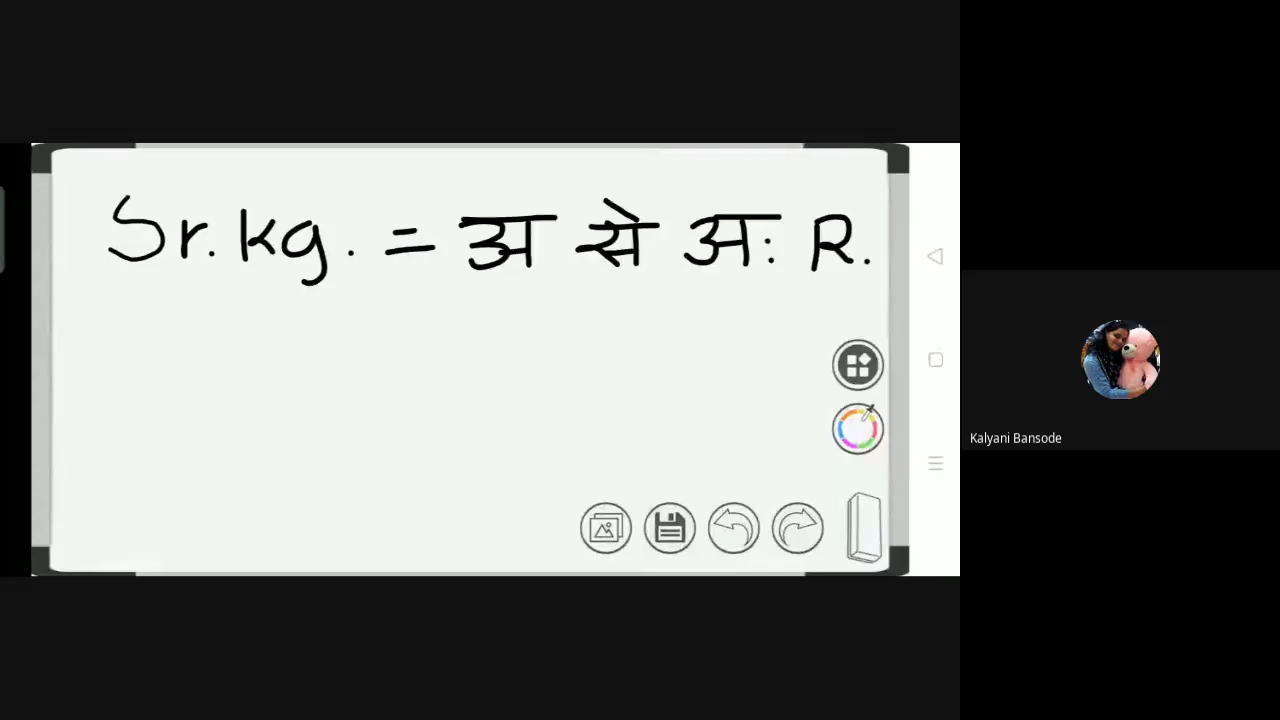 Sr. kg. = अ से अः R.
Kalyani Bansode